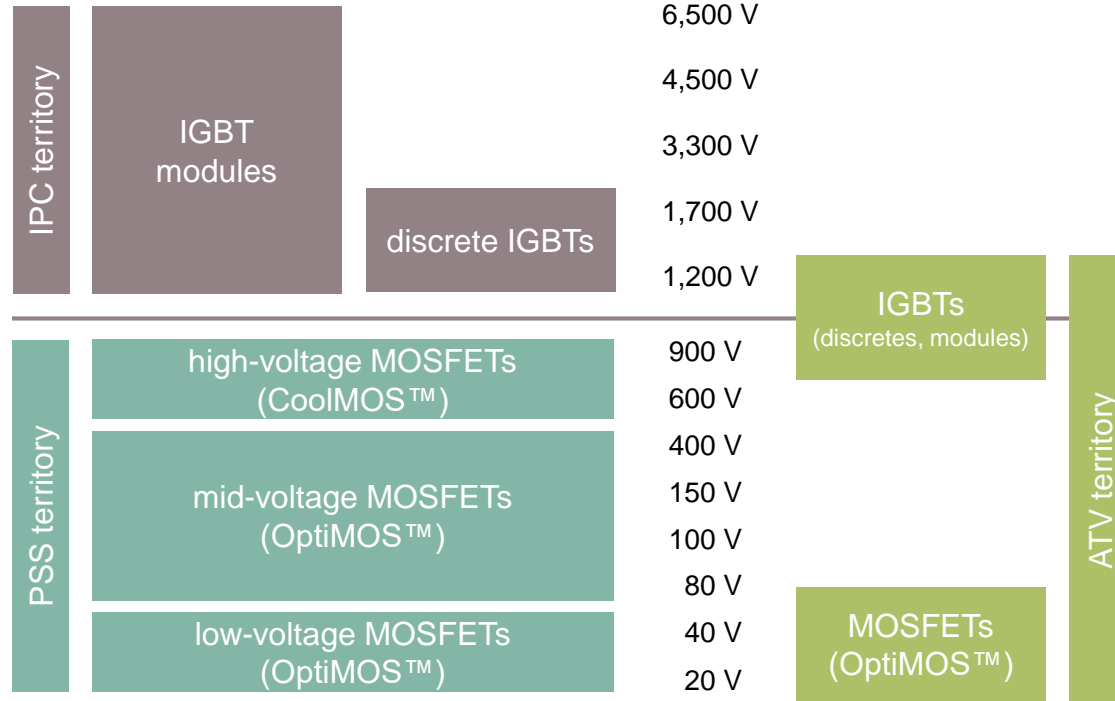 IPC territory
IGBT
modules
discrete IGBTs
6,500 V
4,500 V
3,300 V
1,700 V
1,200 V
IGBTs
(discretes, modules)
PSS territory
high-voltage MOSFETs
(CoolMOS™)
mid-voltage MOSFETs
(OptiMOS™)
low-voltage MOSFETs
(OptiMOS™)
900 V
600 V
400 V
150 V
100 V
80 V
40 V
20 V
MOSFETs
(OptiMOS™)
ATV territory